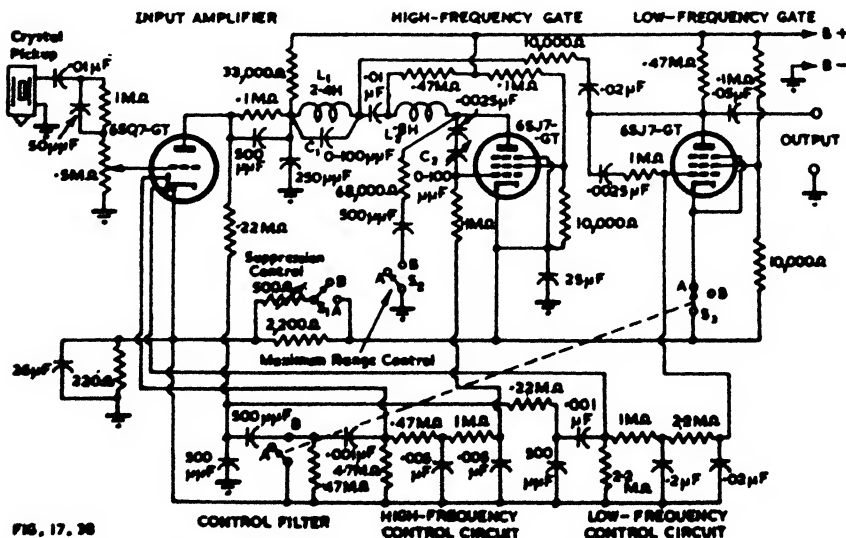 INPUT AMPLIFIER
HIGH-FREQUENCY GATE
LOW-FREQUENCY GATE
Crystal
Pickup
·01μF
1MΩ
50μμF
·5MΩ
6SQ7-GT
33,000Ω
·1MΩ
500
μμF
L₁
2-4H
C₁
0-100μμF
250μμF
·01
μF
·47MΩ
·1MΩ
·8H
·0025μF
C₂
0-100
μμF
68,000Ω
500μμF
6SJ7-
GT
10,000Ω
10,000Ω
·02μF
·47MΩ
·1MΩ
·05μF
6SJ7-GT
1MΩ
·0025μF
B +
B -
OUTPUT
·22MΩ
Suppression
Control
500Ω
B
S₁
A
2,200Ω
B
A
S₂
Maximum Range Control
1MΩ
25μF
10,000Ω
A
B
S₃
220Ω
500μμF
B
A
500
μμF
·001μF
·47MΩ
·47MΩ
·47MΩ
1MΩ
·005
μF
·005
μF
·22MΩ
·001
μF
500
μμF
2·2
MΩ
1MΩ
2·2MΩ
·2μF
·02μF
CONTROL FILTER
HIGH-FREQUENCY
CONTROL CIRCUIT
LOW-FREQUENCY
CONTROL CIRCUIT
FIG. 17. 38